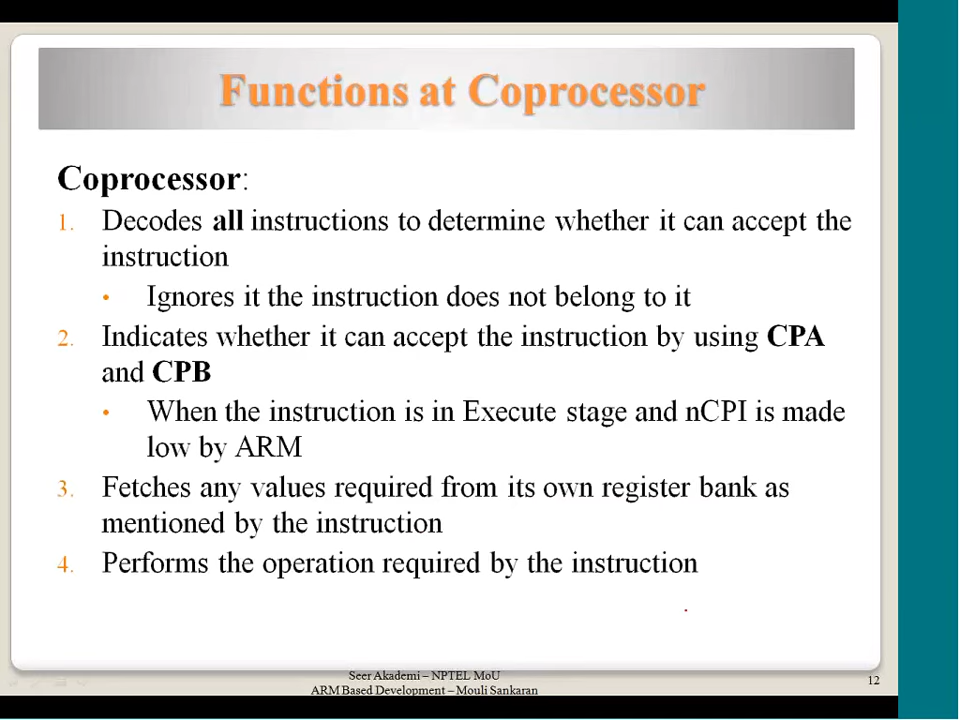 Functions at Coprocessor
Coprocessor:
1. Decodes all instructions to determine whether it can accept the
instruction
• Ignores it the instruction does not belong to it
2. Indicates whether it can accept the instruction by using CPA
and CPB
• When the instruction is in Execute stage and nCPI is made
low by ARM
3. Fetches any values required from its own register bank as
mentioned by the instruction
4. Performs the operation required by the instruction
Seer Akademi – NPTEL MoU
ARM Based Development – Mouli Sankaran
12